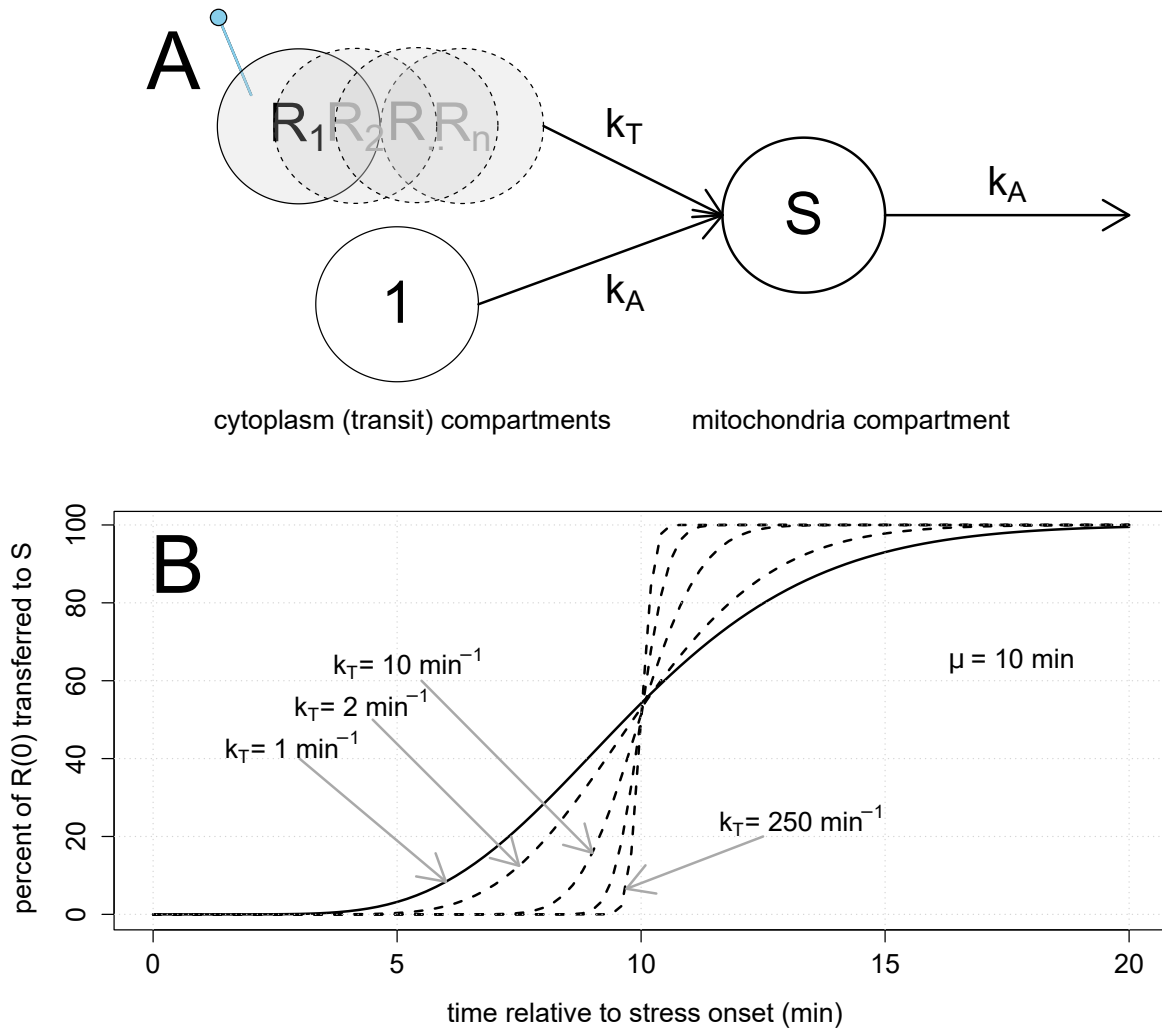 A
R1 R2 R.. Rn
kT
S
kA
1
kA
cytoplasm (transit) compartments
mitochondria compartment
B
percent of R(0) transferred to S
100
80
60
40
20
0
kT= 10 min−1
kT= 2 min−1
kT= 1 min−1
μ = 10 min
kT= 250 min−1
0 5 10 15 20
time relative to stress onset (min)